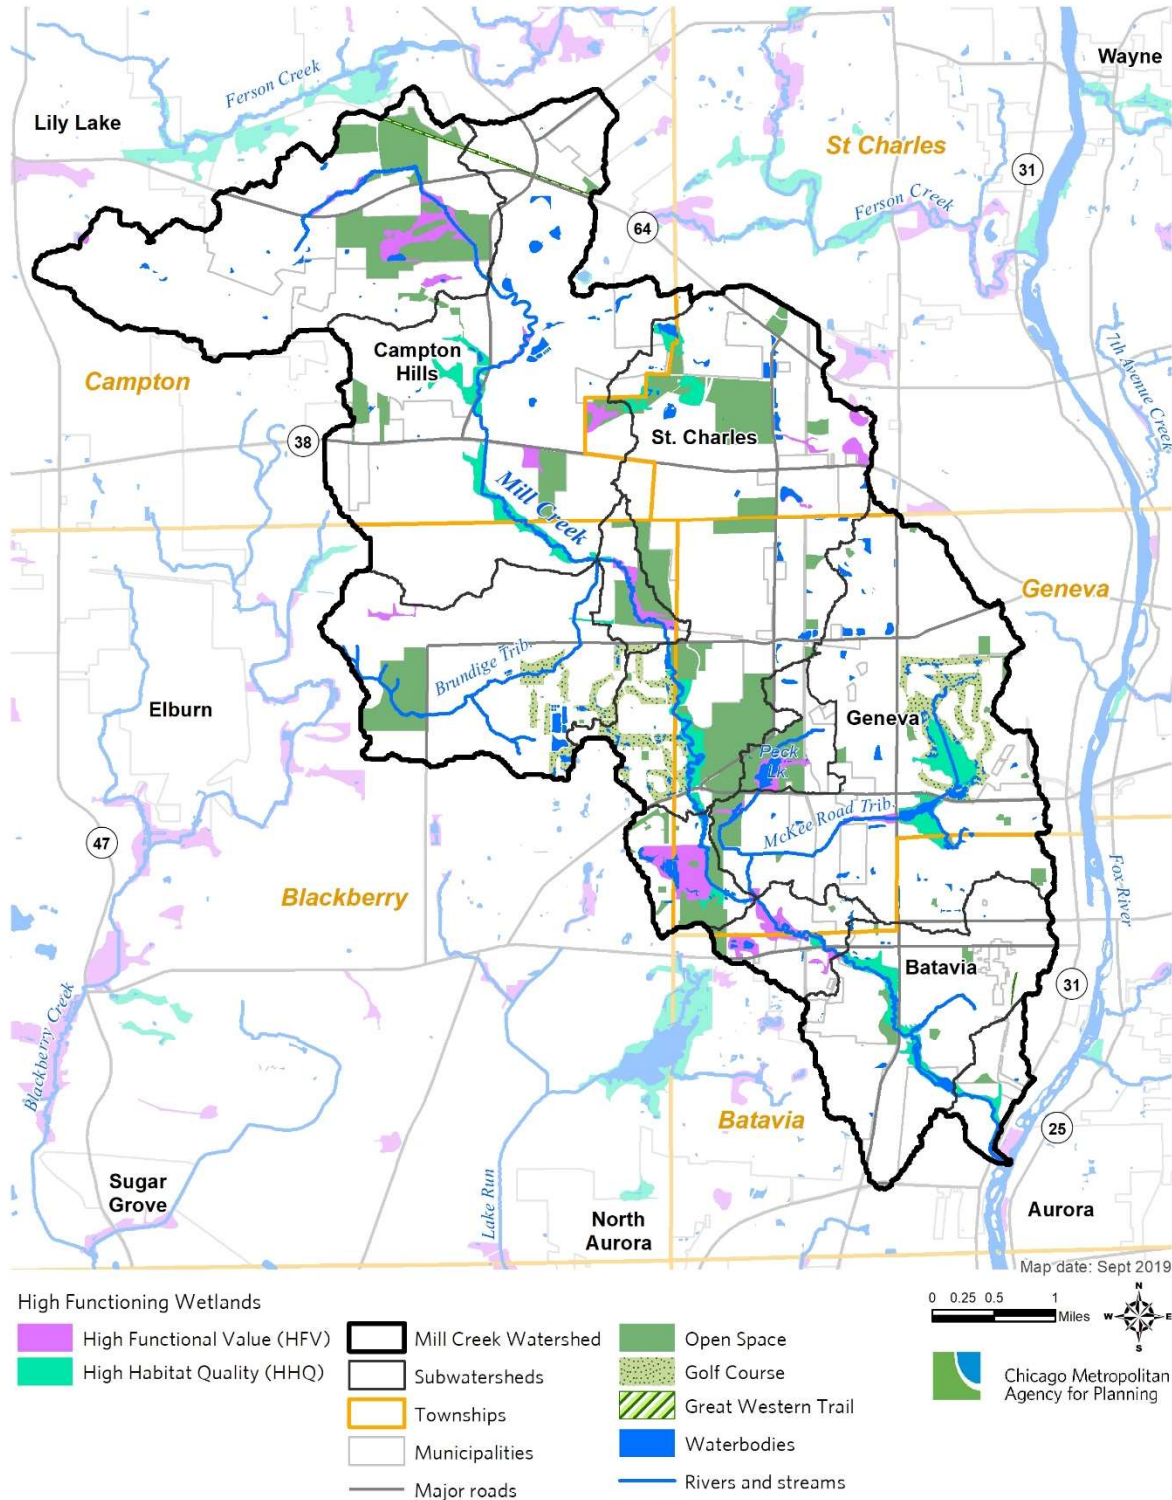 Wayne
Ferson Creek
Lily Lake
St Charles
31
Ferson Creek
64
7th Avenue Creek
Campton
Hills
Campton
38
St. Charles
Mill Creek
Geneva
Brundige Trib.
Elburn
Geneva
Peck
Lk.
McKee Road Trib.
47
Blackberry
Fox River
Batavia
31
Blackberry Creek
Batavia
25
Sugar
Grove
Lake Run
North
Aurora
Aurora
Map date: Sept 2019
High Functioning Wetlands
High Functional Value (HFV)
High Habitat Quality (HHQ)
Mill Creek Watershed
Subwatersheds
Townships
Municipalities
Major roads
Open Space
Golf Course
Great Western Trail
Waterbodies
Rivers and streams
0 0.25 0.5 1
Miles
N
W E
S
Chicago Metropolitan
Agency for Planning